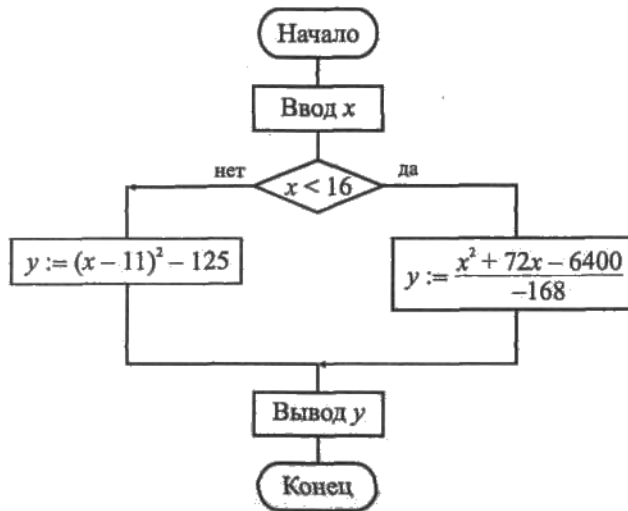 Начало
Ввод x
нет
x < 16
да
y := (x − 11)² − 125
y := (x² + 72x − 6400)/(−168)
Вывод y
Конец